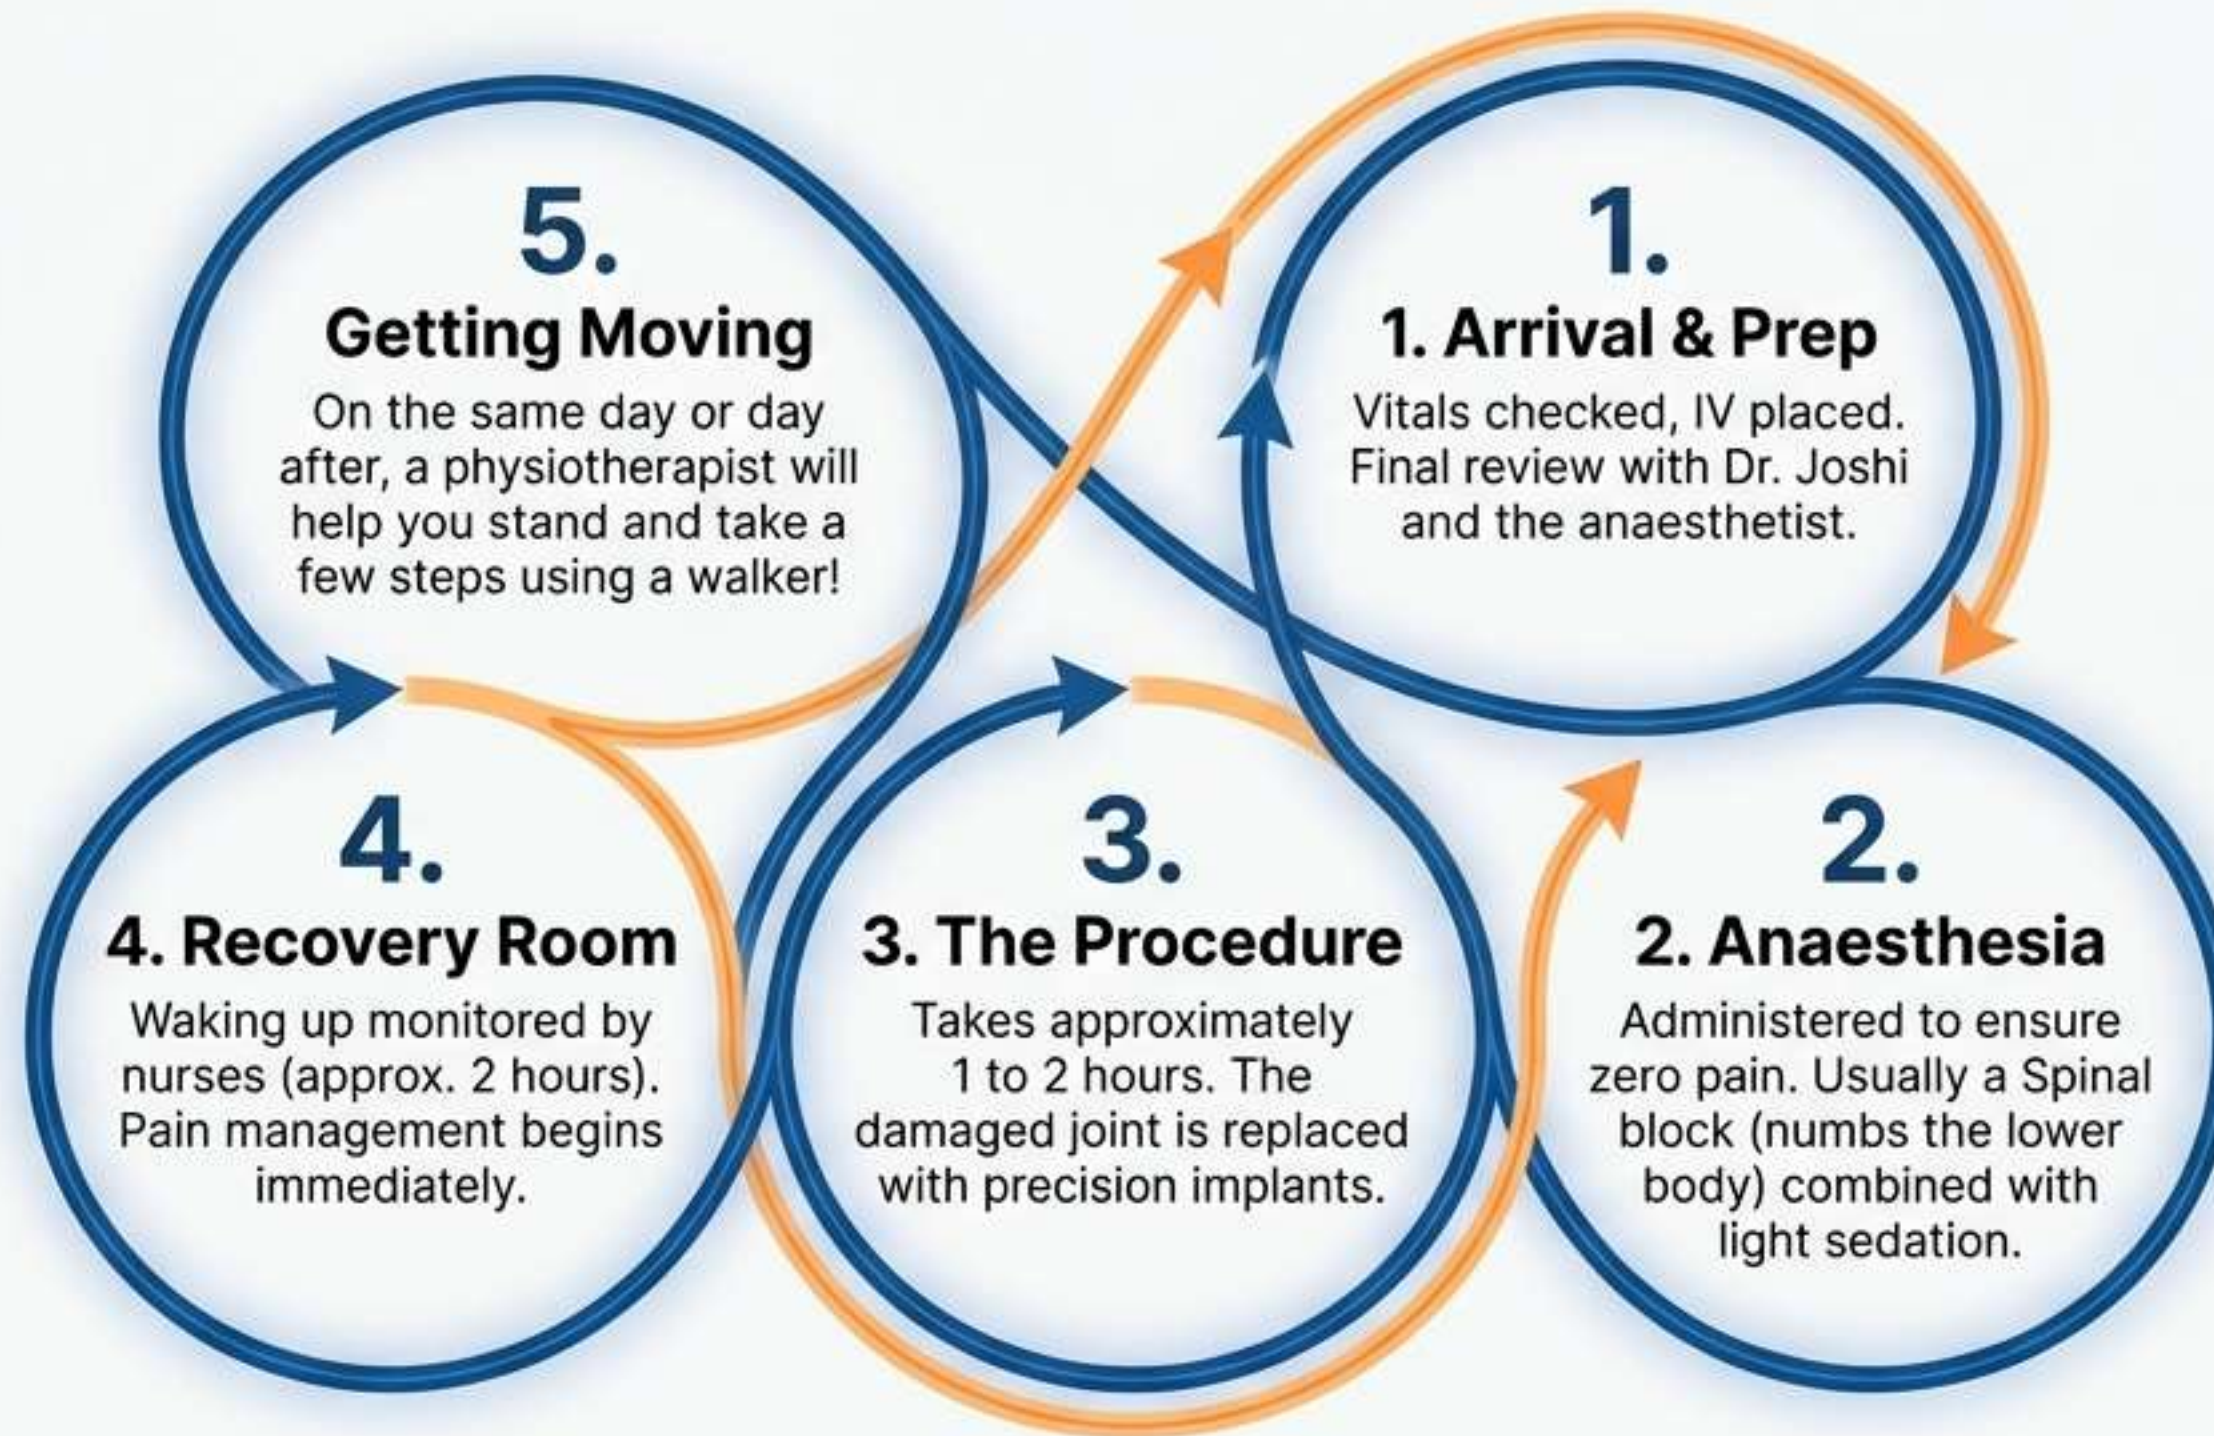 1.
1. Arrival & Prep
Vitals checked, IV placed.
Final review with Dr. Joshi
and the anaesthetist.
2.
2. Anaesthesia
Administered to ensure
zero pain. Usually a Spinal
block (numbs the lower
body) combined with
light sedation.
3.
3. The Procedure
Takes approximately
1 to 2 hours. The
damaged joint is replaced
with precision implants.
4.
4. Recovery Room
Waking up monitored by
nurses (approx. 2 hours).
Pain management begins
immediately.
5.
Getting Moving
On the same day or day
after, a physiotherapist will
help you stand and take a
few steps using a walker!